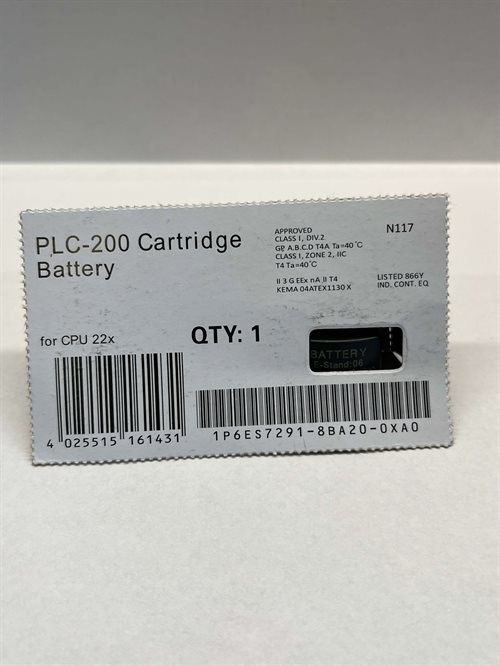 PLC-200 Cartridge
Battery
APPROVED
CLASS I, DIV.2
GP. A.B.C.D T4A Ta=40°C
CLASS I, ZONE 2, IIC
T4 Ta=40°C
II 3 G EEx nA II T4
KEMA 04ATEX1130 X
N117
LISTED 866Y
IND. CONT. EQ
for CPU 22x
QTY: 1
BATTERY
E-Stand:06
4 025515 161431
1P6ES7291-8BA20-0XA0